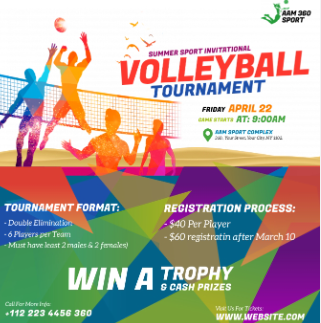 AAM 360
SPORT
SUMMER SPORT INVITATIONAL
VOLLEYBALL
TOURNAMENT
FRIDAY APRIL 22
GAME STARTS AT: 9:00AM
AAM SPORT COMPLEX
TOURNAMENT FORMAT:
- Double Elimination
- 6 Players per Team
- Must have least 2 males & 2 females)
REGISTRATION PROCESS:
- $40 Per Player
- $60 registratin after March 10
WIN A TROPHY
& CASH PRIZES
Call For More Info:
+112 223 4456 360
Visit Us For Tickets:
WWW.WEBSITE.COM